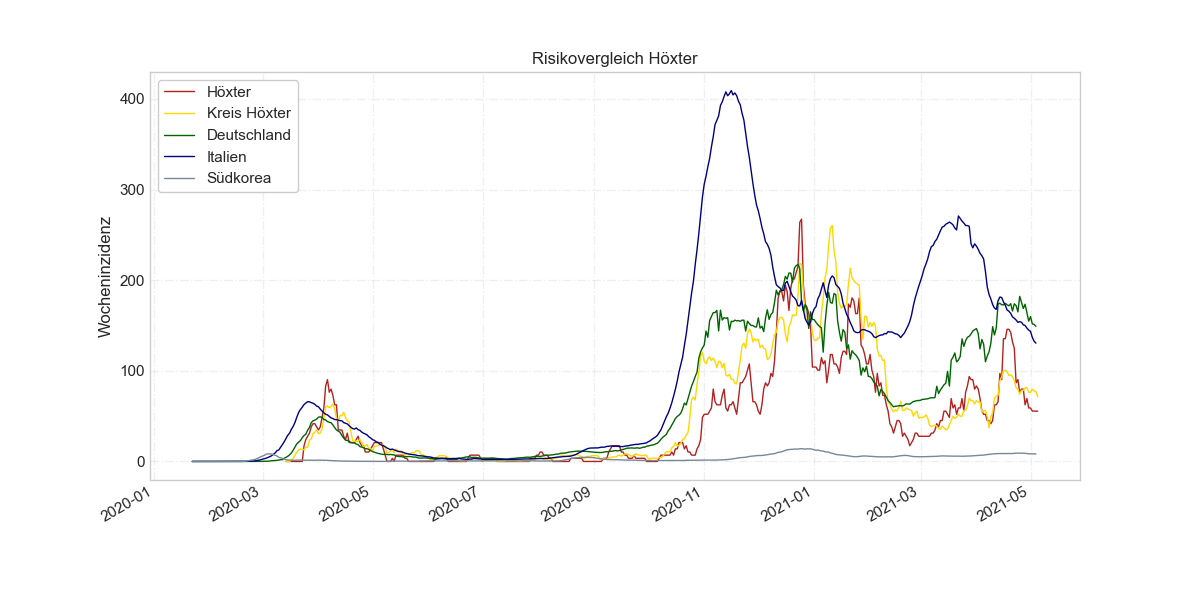 Risikovergleich Höxter
Höxter
Kreis Höxter
Deutschland
Italien
Südkorea
Wocheninzidenz
400
300
200
100
0
2020-01
2020-03
2020-05
2020-07
2020-09
2020-11
2021-01
2021-03
2021-05